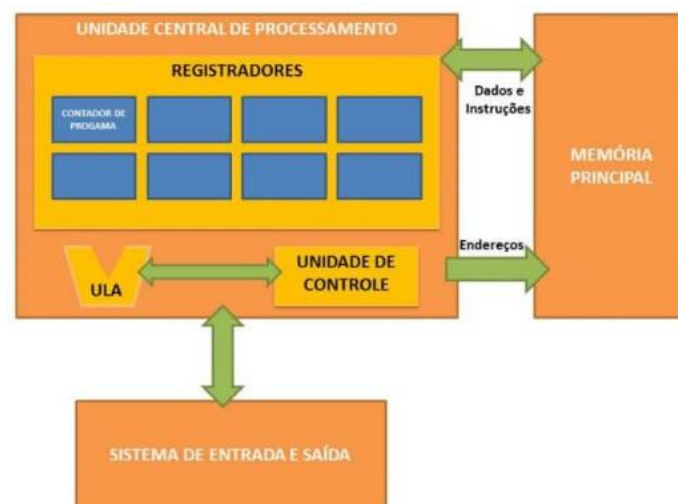 UNIDADE CENTRAL DE PROCESSAMENTO
REGISTRADORES
CONTADOR DE
PROGAMA
Dados e
Instruções
MEMÓRIA
PRINCIPAL
Endereços
ULA
UNIDADE DE
CONTROLE
SISTEMA DE ENTRADA E SAÍDA